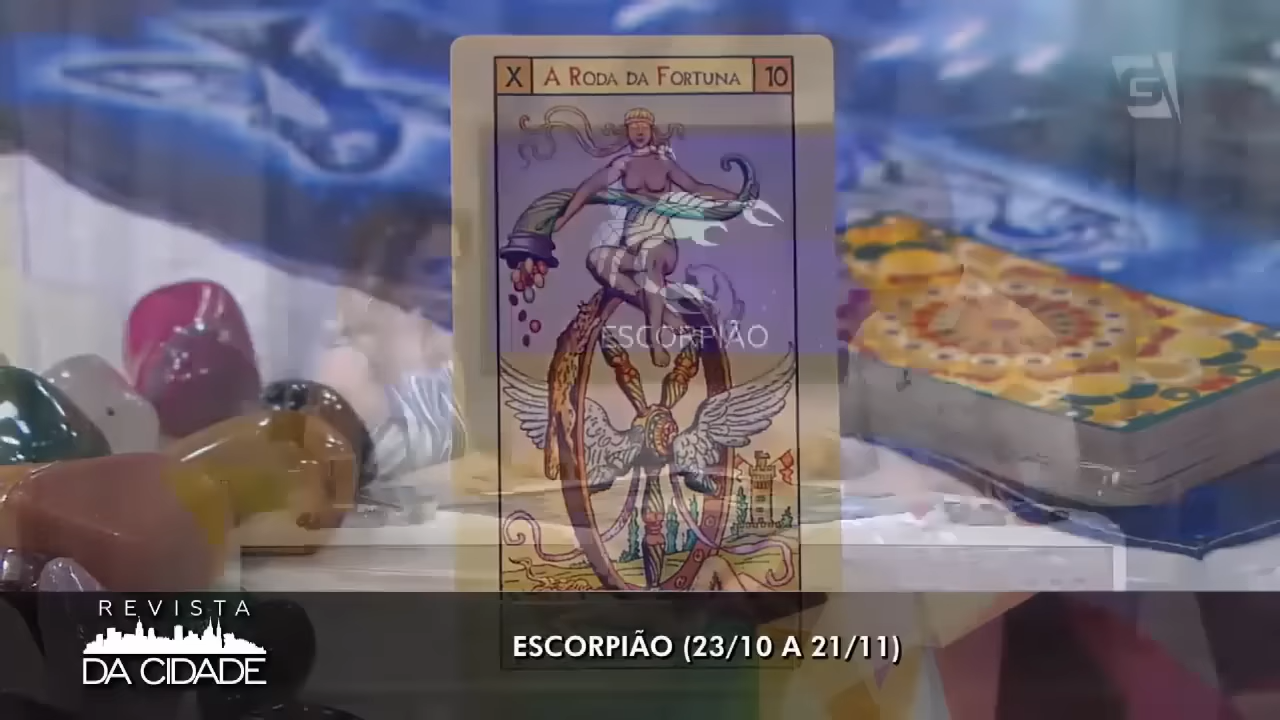 X A RODA DA FORTUNA 10
ESCORPIÃO
REVISTA
DA CIDADE
ESCORPIÃO (23/10 A 21/11)